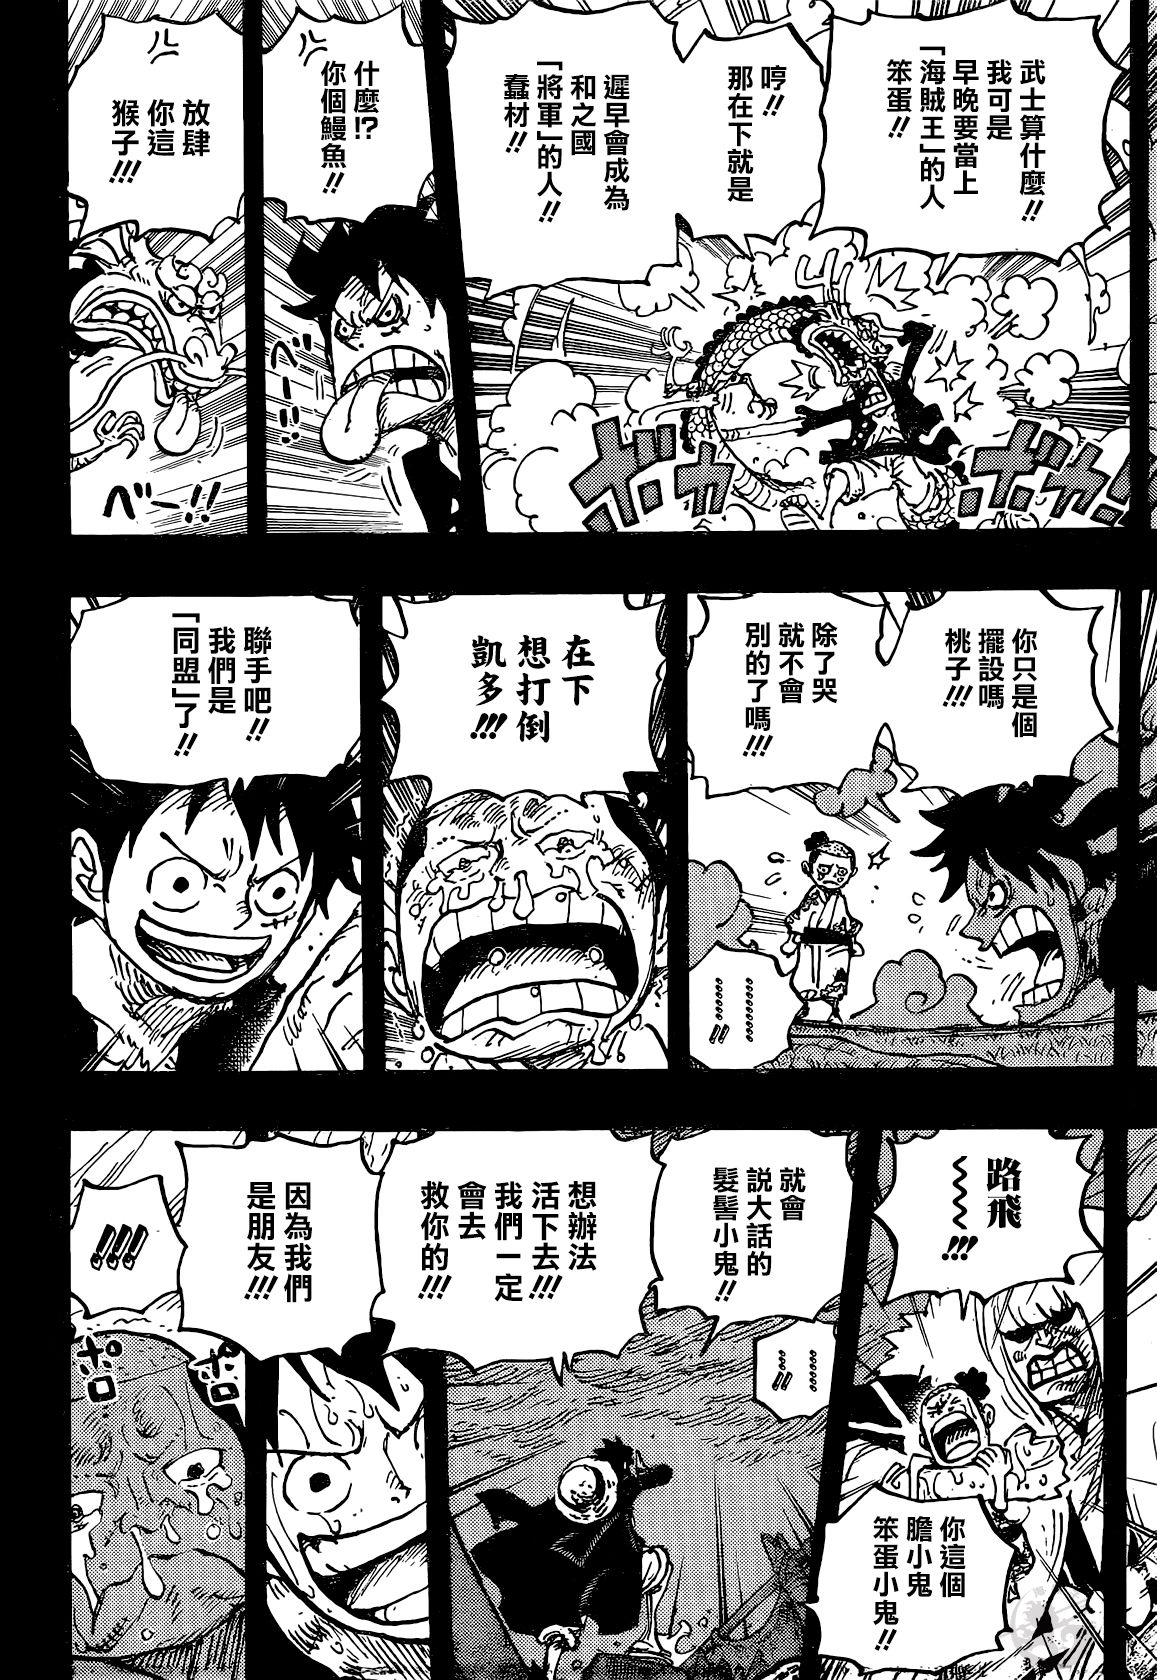 武士算什麼!!
我可是
早晚要當上
「海賊王」的人
笨蛋!!
哼!!
那在下就是
遲早會成為
和之國
「將軍」的人
蠢材!!
ボカ
ボカ
什麼!?
你個鰻魚!!
べー!!
放肆
你這
猴子!!!
べー!!
你只是個
擺設嗎
桃子!!!
除了哭
就不會
別的了嗎!!!
…………!!
在下
想打倒
凱多!!!
聯手吧!!
我們是
「同盟」了!!
路飛
~~~!!!
你這個
膽小鬼
笨蛋小鬼!!
就會
説大話的
髮髻小鬼!!
……!!
想辦法
活下去!!!
我們一定
會去
救你的!!!
因為我們
是朋友!!!
!!!!
ポロ
ポロ